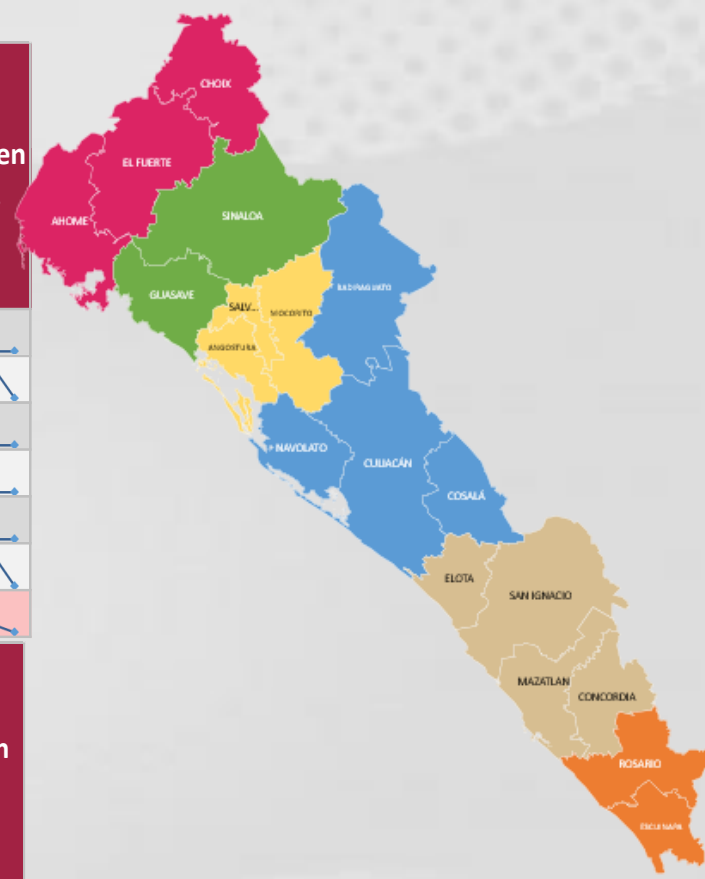 CHOIX
en
EL FUERTE
AHOME
SINALOA
BADIRAGUATO
GUASAVE
SALV...
MOCORITO
ANGOSTURA
NAVOLATO
CULIACÁN
COSALÁ
ELOTA
SAN IGNACIO
MAZATLAN
CONCORDIA
n
ROSARIO
ESCUINAPA